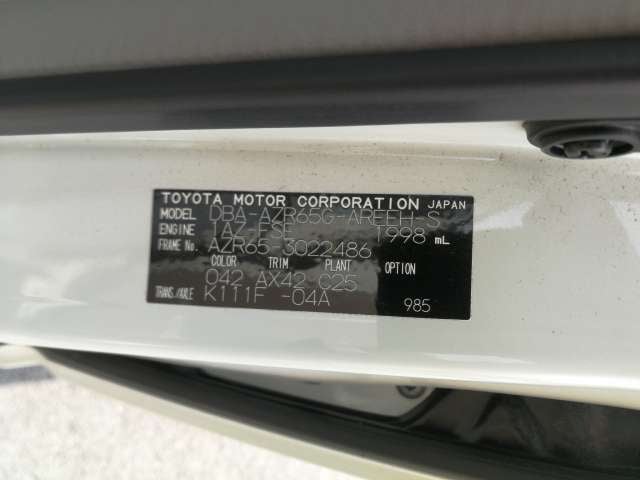 TOYOTA MOTOR CORPORATION JAPAN
MODEL DBA-AZR65G-AREEH-S
ENGINE 1AZ-FSE 1998 mL
FRAME No. AZR65-3022486
COLOR TRIM PLANT OPTION
042 AX42 C25
TRANS./AXLE K111F -04A 985